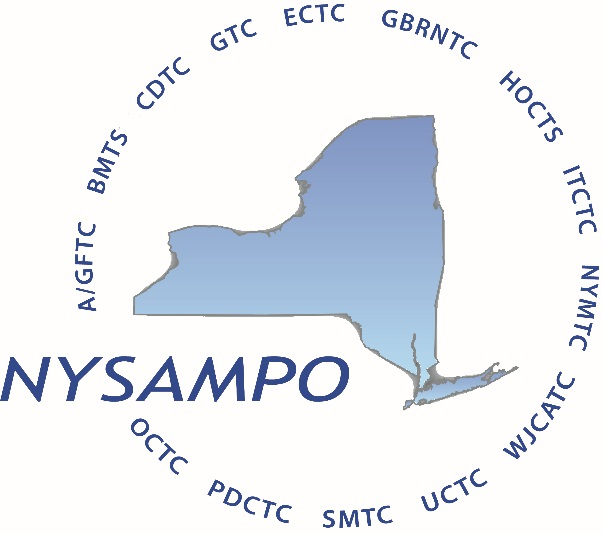 A/GFTC
BMTS
CDTC
GTC
ECTC
GBRNTC
HOCTS
ITCTC
NYMTC
WJCATC
UCTC
SMTC
PDCTC
OCTC
NYSAMPO